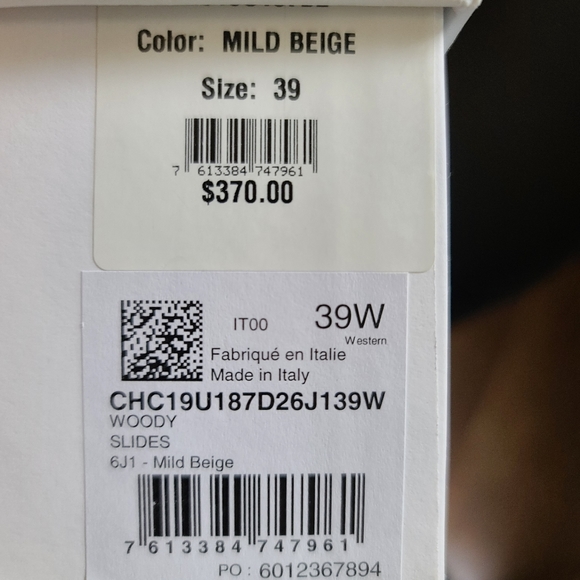 Color: MILD BEIGE
Size: 39
7 613384 747961
$370.00
IT00
39W
Western
Fabriqué en Italie
Made in Italy
CHC19U187D26J139W
WOODY
SLIDES
6J1 - Mild Beige
7 613384 747961
PO : 6012367894